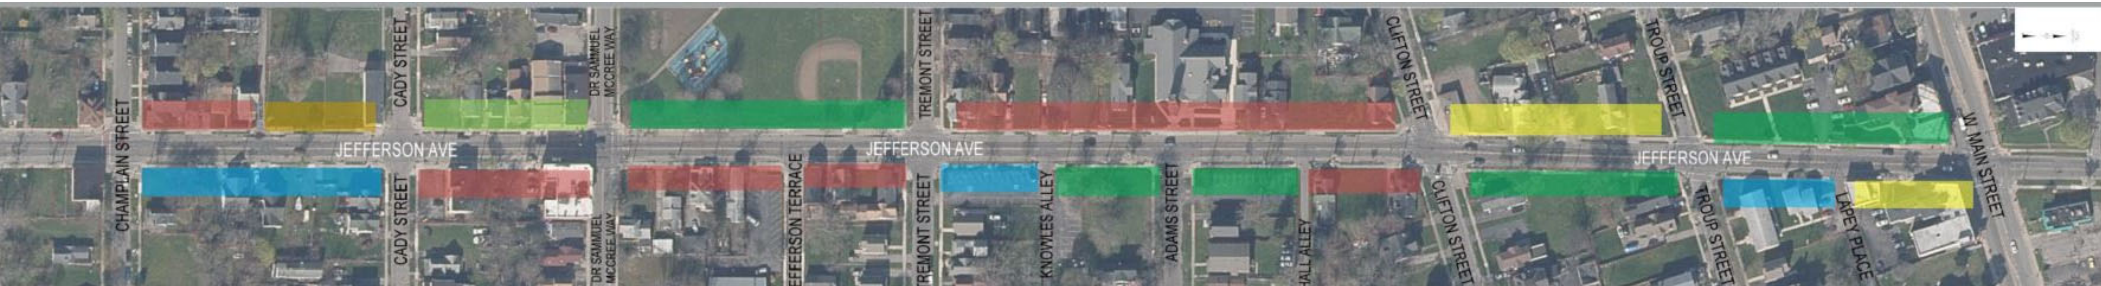 CHAMPLAIN STREET
CADY STREET
DR SAMMUEL
MCCREE WAY
TREMONT STREET
CLIFTON STREET
TROUP STREET
W. MAIN STREET
JEFFERSON AVE
JEFFERSON AVE
JEFFERSON AVE
CADY STREET
DR SAMMUEL
MCCREE WAY
JEFFERSON TERRACE
TREMONT STREET
KNOWLES ALLEY
ADAMS STREET
HALL ALLEY
CLIFTON STREET
TROUP STREET
LAPEY PLACE